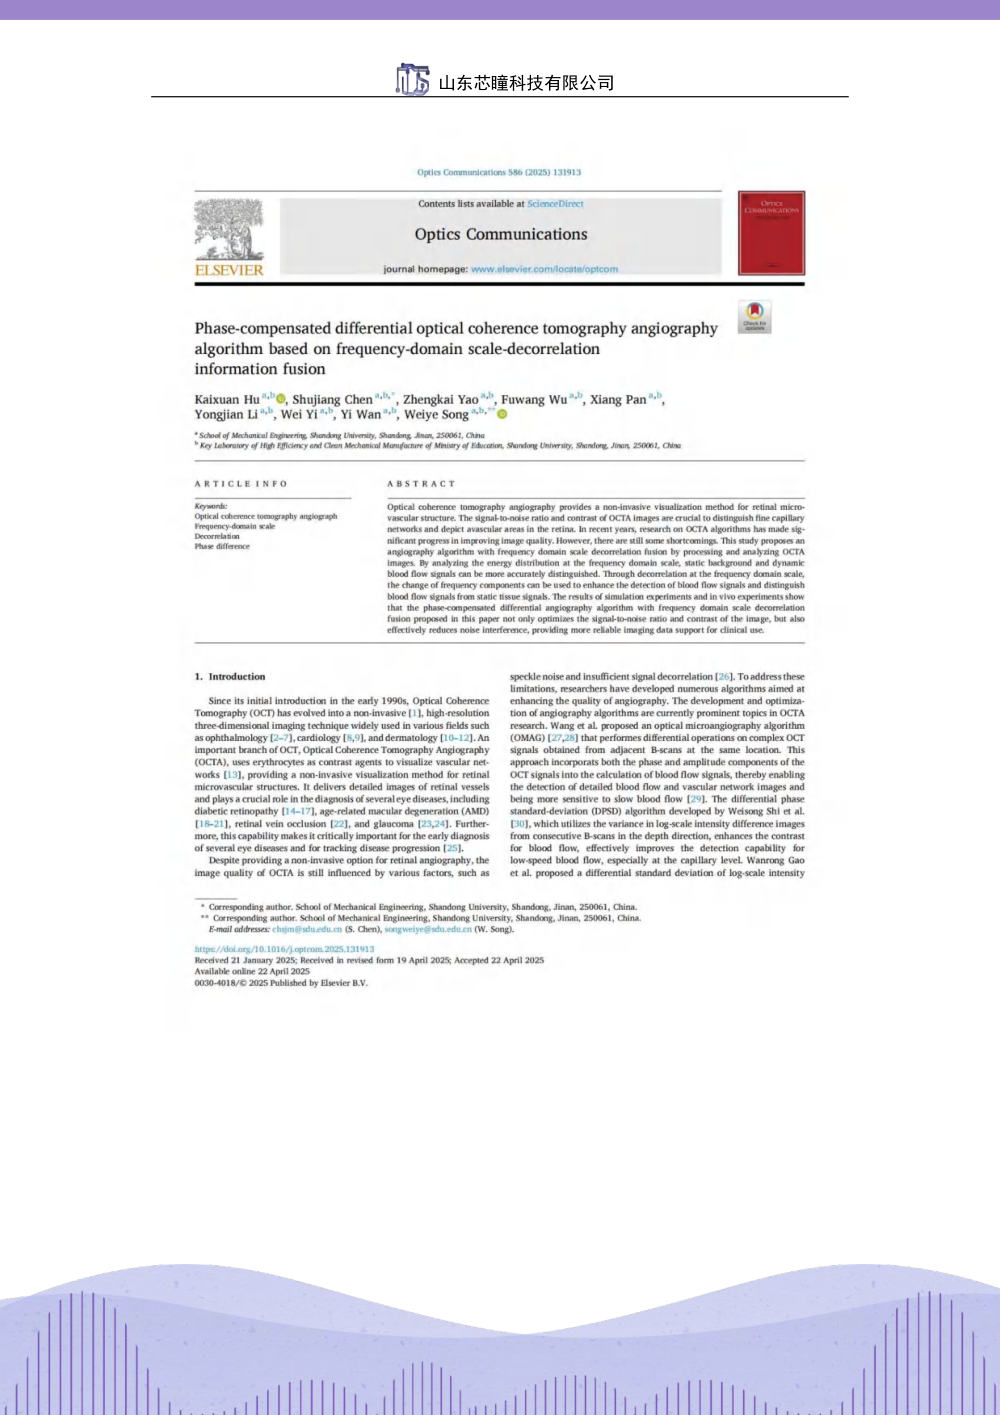 山东芯瞳科技有限公司
Optics Communications 586 (2025) 131913
Contents lists available at ScienceDirect
Optics Communications
journal homepage: www.elsevier.com/locate/optcom
ELSEVIER
OPTICS
COMMUNICATIONS
Check for
updates
Phase-compensated differential optical coherence tomography angiography
algorithm based on frequency-domain scale-decorrelation
information fusion
Kaixuan Hu a,b, Shujiang Chen a,b,*, Zhengkai Yao a,b, Fuwang Wu a,b, Xiang Pan a,b,
Yongjian Li a,b, Wei Yi a,b, Yi Wan a,b, Weiye Song a,b,**
a School of Mechanical Engineering, Shandong University, Shandong, Jinan, 250061, China
b Key Laboratory of High Efficiency and Clean Mechanical Manufacture of Ministry of Education, Shandong University, Shandong, Jinan, 250061, China
ARTICLE INFO
Keywords:
Optical coherence tomography angiograph
Frequency-domain scale
Decorrelation
Phase difference
ABSTRACT
Optical coherence tomography angiography provides a non-invasive visualization method for retinal micro-
vascular structure. The signal-to-noise ratio and contrast of OCTA images are crucial to distinguish fine capillary
networks and depict avascular areas in the retina. In recent years, research on OCTA algorithms has made sig-
nificant progress in improving image quality. However, there are still some shortcomings. This study proposes an
angiography algorithm with frequency domain scale decorrelation fusion by processing and analyzing OCTA
images. By analyzing the energy distribution at the frequency domain scale, static background and dynamic
blood flow signals can be more accurately distinguished. Through decorrelation at the frequency domain scale,
the change of frequency components can be used to enhance the detection of blood flow signals and distinguish
blood flow signals from static tissue signals. The results of simulation experiments and in vivo experiments show
that the phase-compensated differential angiography algorithm with frequency domain scale decorrelation
fusion proposed in this paper not only optimizes the signal-to-noise ratio and contrast of the image, but also
effectively reduces noise interference, providing more reliable imaging data support for clinical use.
1. Introduction
Since its initial introduction in the early 1990s, Optical Coherence
Tomography (OCT) has evolved into a non-invasive [1], high-resolution
three-dimensional imaging technique widely used in various fields such
as ophthalmology [2–7], cardiology [8,9], and dermatology [10–12]. An
important branch of OCT, Optical Coherence Tomography Angiography
(OCTA), uses erythrocytes as contrast agents to visualize vascular net-
works [13], providing a non-invasive visualization method for retinal
microvascular structures. It delivers detailed images of retinal vessels
and plays a crucial role in the diagnosis of several eye diseases, including
diabetic retinopathy [14–17], age-related macular degeneration (AMD)
[18–21], retinal vein occlusion [22], and glaucoma [23,24]. Further-
more, this capability makes it critically important for the early diagnosis
of several eye diseases and for tracking disease progression [25].
Despite providing a non-invasive option for retinal angiography, the
image quality of OCTA is still influenced by various factors, such as
speckle noise and insufficient signal decorrelation [26]. To address these
limitations, researchers have developed numerous algorithms aimed at
enhancing the quality of angiography. The development and optimiza-
tion of angiography algorithms are currently prominent topics in OCTA
research. Wang et al. proposed an optical microangiography algorithm
(OMAG) [27,28] that performs differential operations on complex OCT
signals obtained from adjacent B-scans at the same location. This
approach incorporats both the phase and amplitude components of the
OCT signals into the calculation of blood flow signals, thereby enabling
the detection of detailed blood flow and vascular network images and
being more sensitive to slow blood flow [29]. The differential phase
standard-deviation (DPSD) algorithm developed by Weisong Shi et al.
[30], which utilizes the variance in log-scale intensity difference images
from consecutive B-scans in the depth direction, enhances the contrast
for blood flow, effectively improves the detection capability for
low-speed blood flow, especially at the capillary level. Wanrong Gao
et al. proposed a differential standard deviation of log-scale intensity
* Corresponding author. School of Mechanical Engineering, Shandong University, Shandong, Jinan, 250061, China.
** Corresponding author. School of Mechanical Engineering, Shandong University, Shandong, Jinan, 250061, China.
E-mail addresses: chsjm@sdu.edu.cn (S. Chen), songweiye@sdu.edu.cn (W. Song).
https://doi.org/10.1016/j.optcom.2025.131913
Received 21 January 2025; Received in revised form 19 April 2025; Accepted 22 April 2025
Available online 22 April 2025
0030-4018/© 2025 Published by Elsevier B.V.